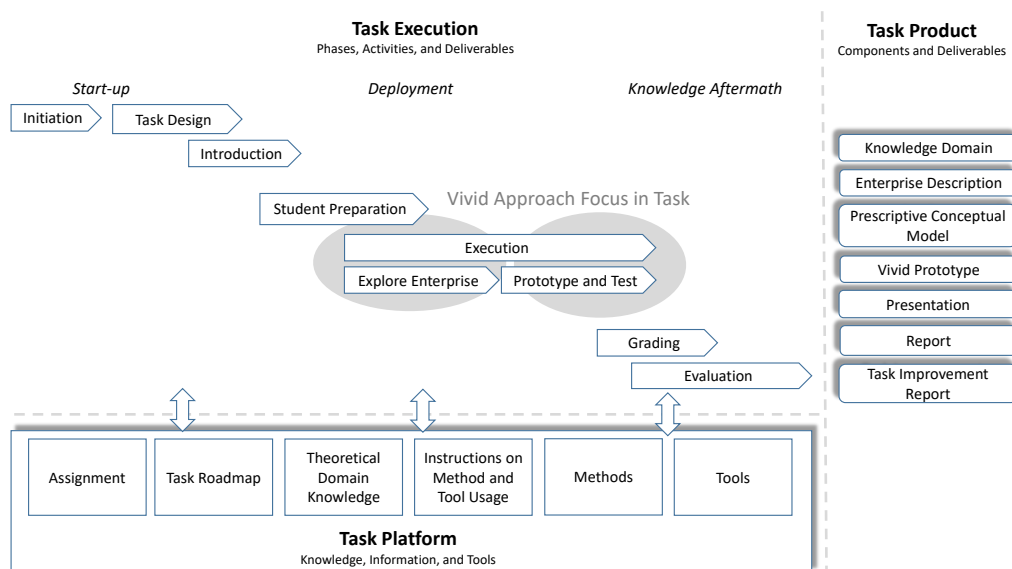 Task Execution
Phases, Activities, and Deliverables
Task Product
Components and Deliverables
Start-up
Deployment
Knowledge Aftermath
Initiation
Task Design
Introduction
Student Preparation
Vivid Approach Focus in Task
Execution
Explore Enterprise
Prototype and Test
Grading
Evaluation
Knowledge Domain
Enterprise Description
Prescriptive Conceptual
Model
Vivid Prototype
Presentation
Report
Task Improvement
Report
Assignment
Task Roadmap
Theoretical
Domain
Knowledge
Instructions on
Method and
Tool Usage
Methods
Tools
Task Platform
Knowledge, Information, and Tools